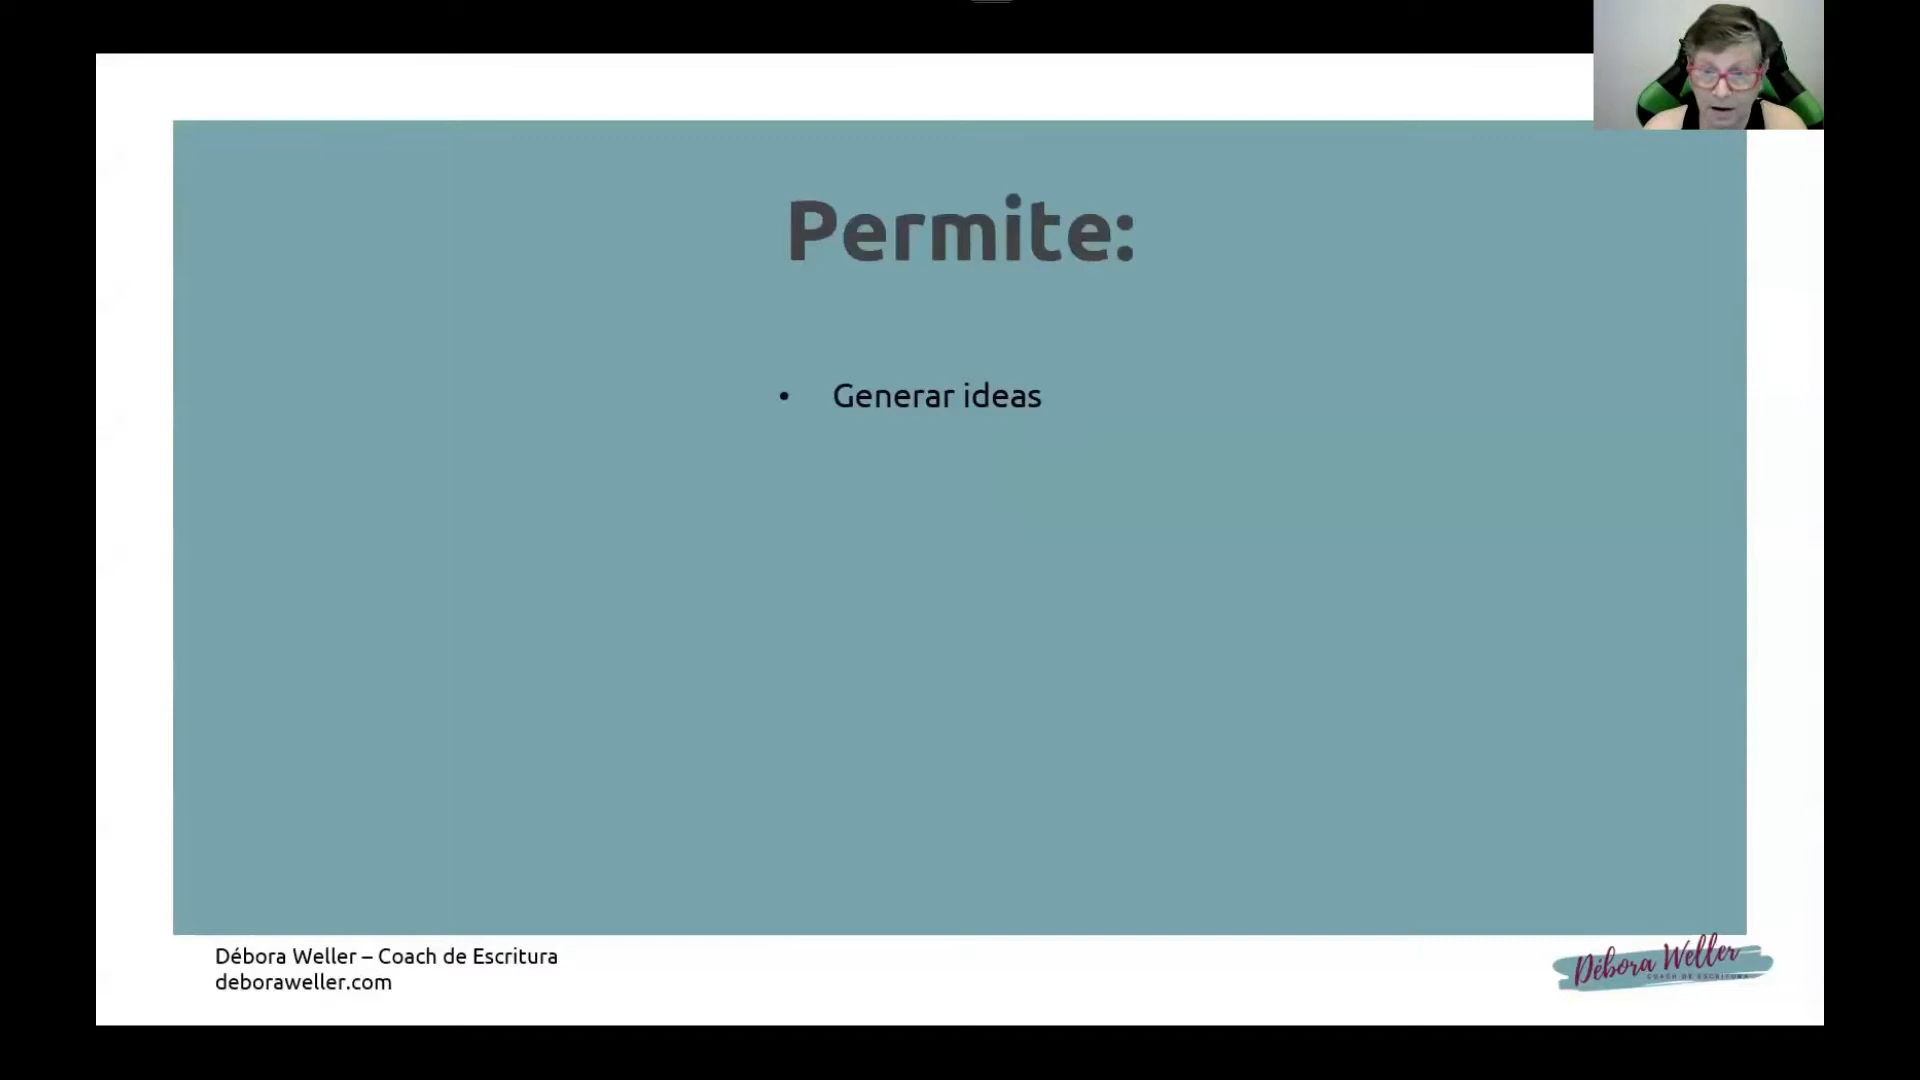 Permite:
• Generar ideas
Débora Weller – Coach de Escritura
deboraweller.com
Débora Weller
COACH DE ESCRITURA